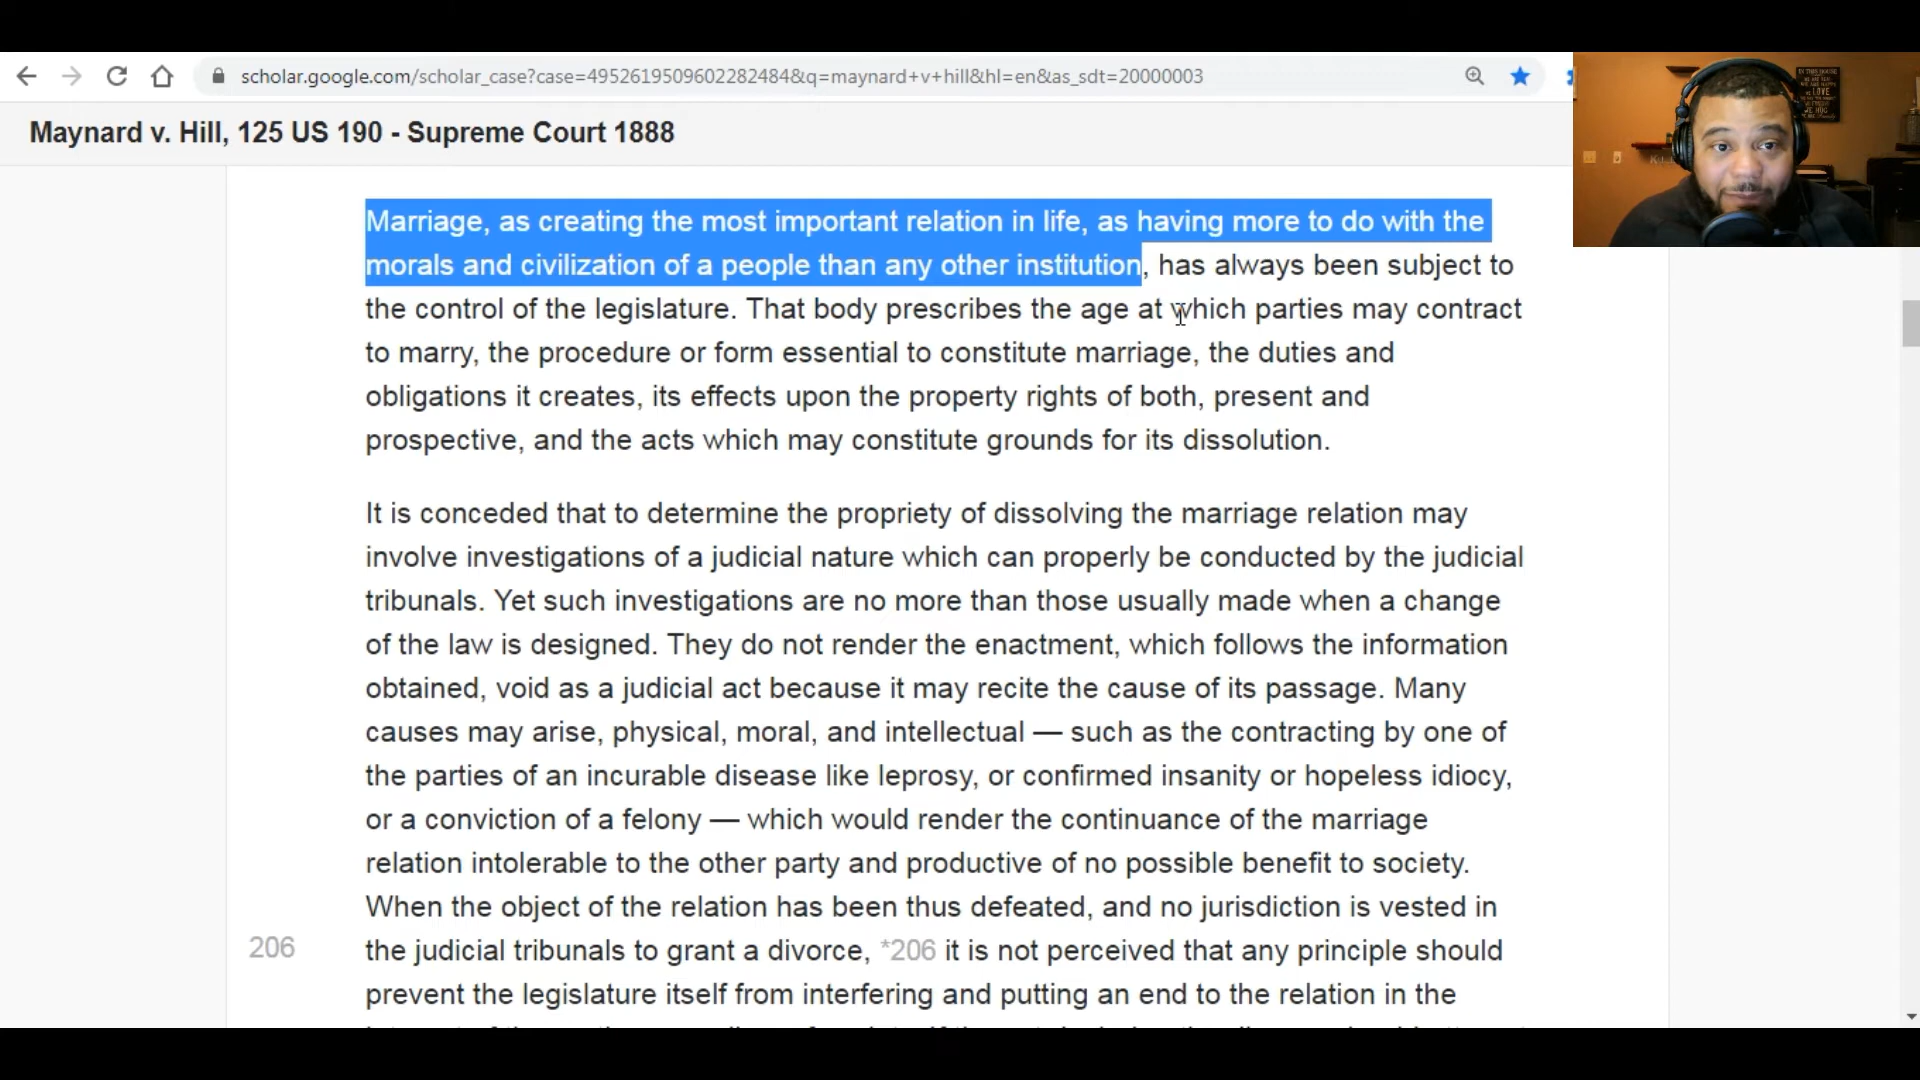 scholar.google.com/scholar_case?case=4952619509602282484&q=maynard+v+hill&hl=en&as_sdt=20000003
Maynard v. Hill, 125 US 190 - Supreme Court 1888
Marriage, as creating the most important relation in life, as having more to do with the
morals and civilization of a people than any other institution, has always been subject to
the control of the legislature. That body prescribes the age at which parties may contract
to marry, the procedure or form essential to constitute marriage, the duties and
obligations it creates, its effects upon the property rights of both, present and
prospective, and the acts which may constitute grounds for its dissolution.
It is conceded that to determine the propriety of dissolving the marriage relation may
involve investigations of a judicial nature which can properly be conducted by the judicial
tribunals. Yet such investigations are no more than those usually made when a change
of the law is designed. They do not render the enactment, which follows the information
obtained, void as a judicial act because it may recite the cause of its passage. Many
causes may arise, physical, moral, and intellectual — such as the contracting by one of
the parties of an incurable disease like leprosy, or confirmed insanity or hopeless idiocy,
or a conviction of a felony — which would render the continuance of the marriage
relation intolerable to the other party and productive of no possible benefit to society.
When the object of the relation has been thus defeated, and no jurisdiction is vested in
206
the judicial tribunals to grant a divorce, *206 it is not perceived that any principle should
prevent the legislature itself from interfering and putting an end to the relation in the